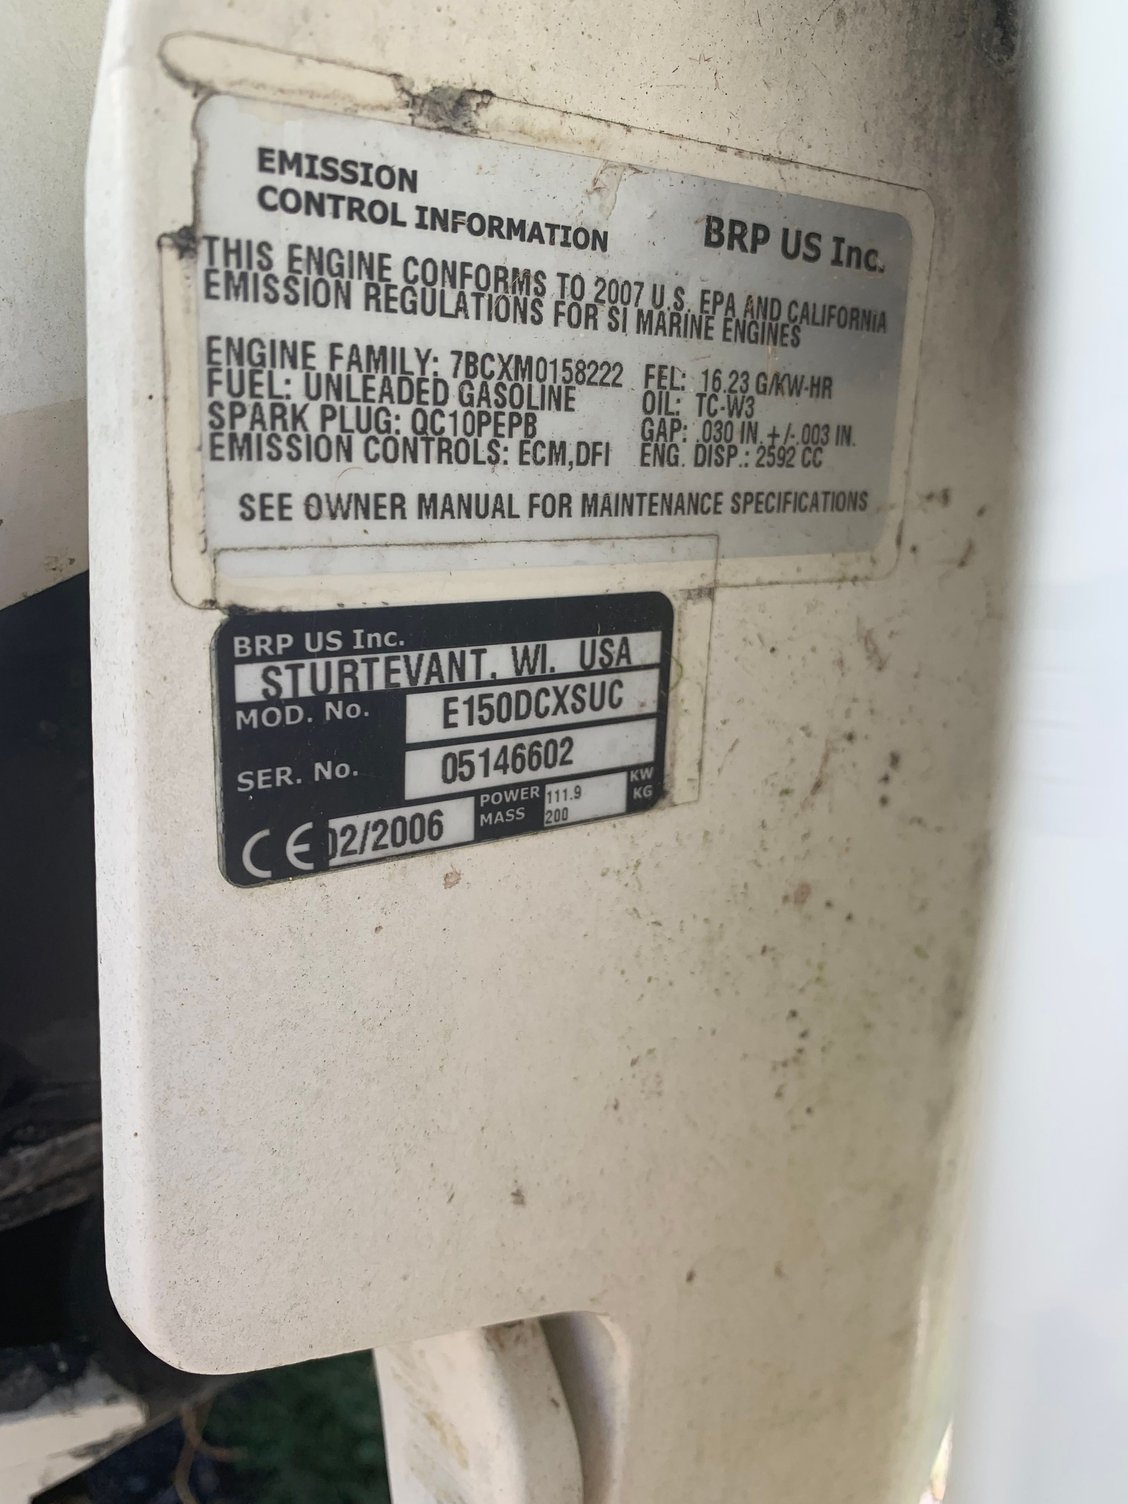 EMISSION
CONTROL INFORMATION
BRP US Inc.
THIS ENGINE CONFORMS TO 2007 U.S. EPA AND CALIFORNIA
EMISSION REGULATIONS FOR SI MARINE ENGINES
ENGINE FAMILY: 7BCXM0158222 FEL: 16.23 G/KW-HR
FUEL: UNLEADED GASOLINE OIL: TC-W3
SPARK PLUG: QC10PEPB GAP: .030 IN. +/-.003 IN.
EMISSION CONTROLS: ECM,DFI ENG. DISP.: 2592 CC
SEE OWNER MANUAL FOR MAINTENANCE SPECIFICATIONS
BRP US Inc.
STURTEVANT. WI. USA
MOD. No. E150DCXSUC
SER. No. 05146602
CE 02/2006 POWER 111.9 KW
MASS 200 KG